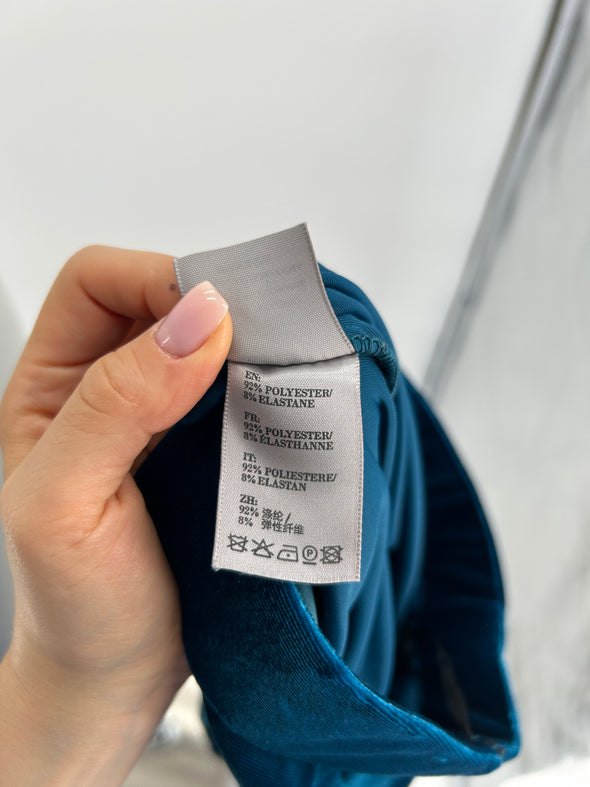 EN:
92% POLYESTER/
8% ELASTANE
FR:
92% POLYESTER/
8% ÉLASTHANNE
IT:
92% POLIESTERE/
8% ELASTAN
ZH:
92% 涤纶/
8% 弹性纤维
P